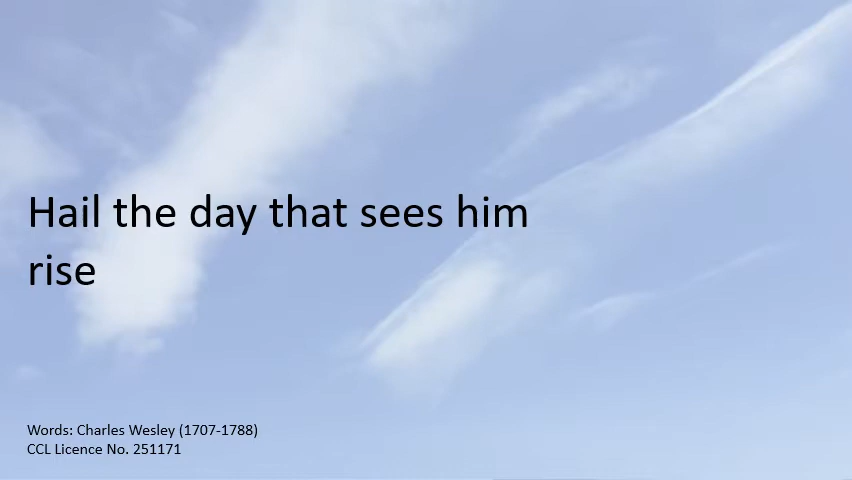 Hail the day that sees him
rise
Words: Charles Wesley (1707-1788)
CCL Licence No. 251171